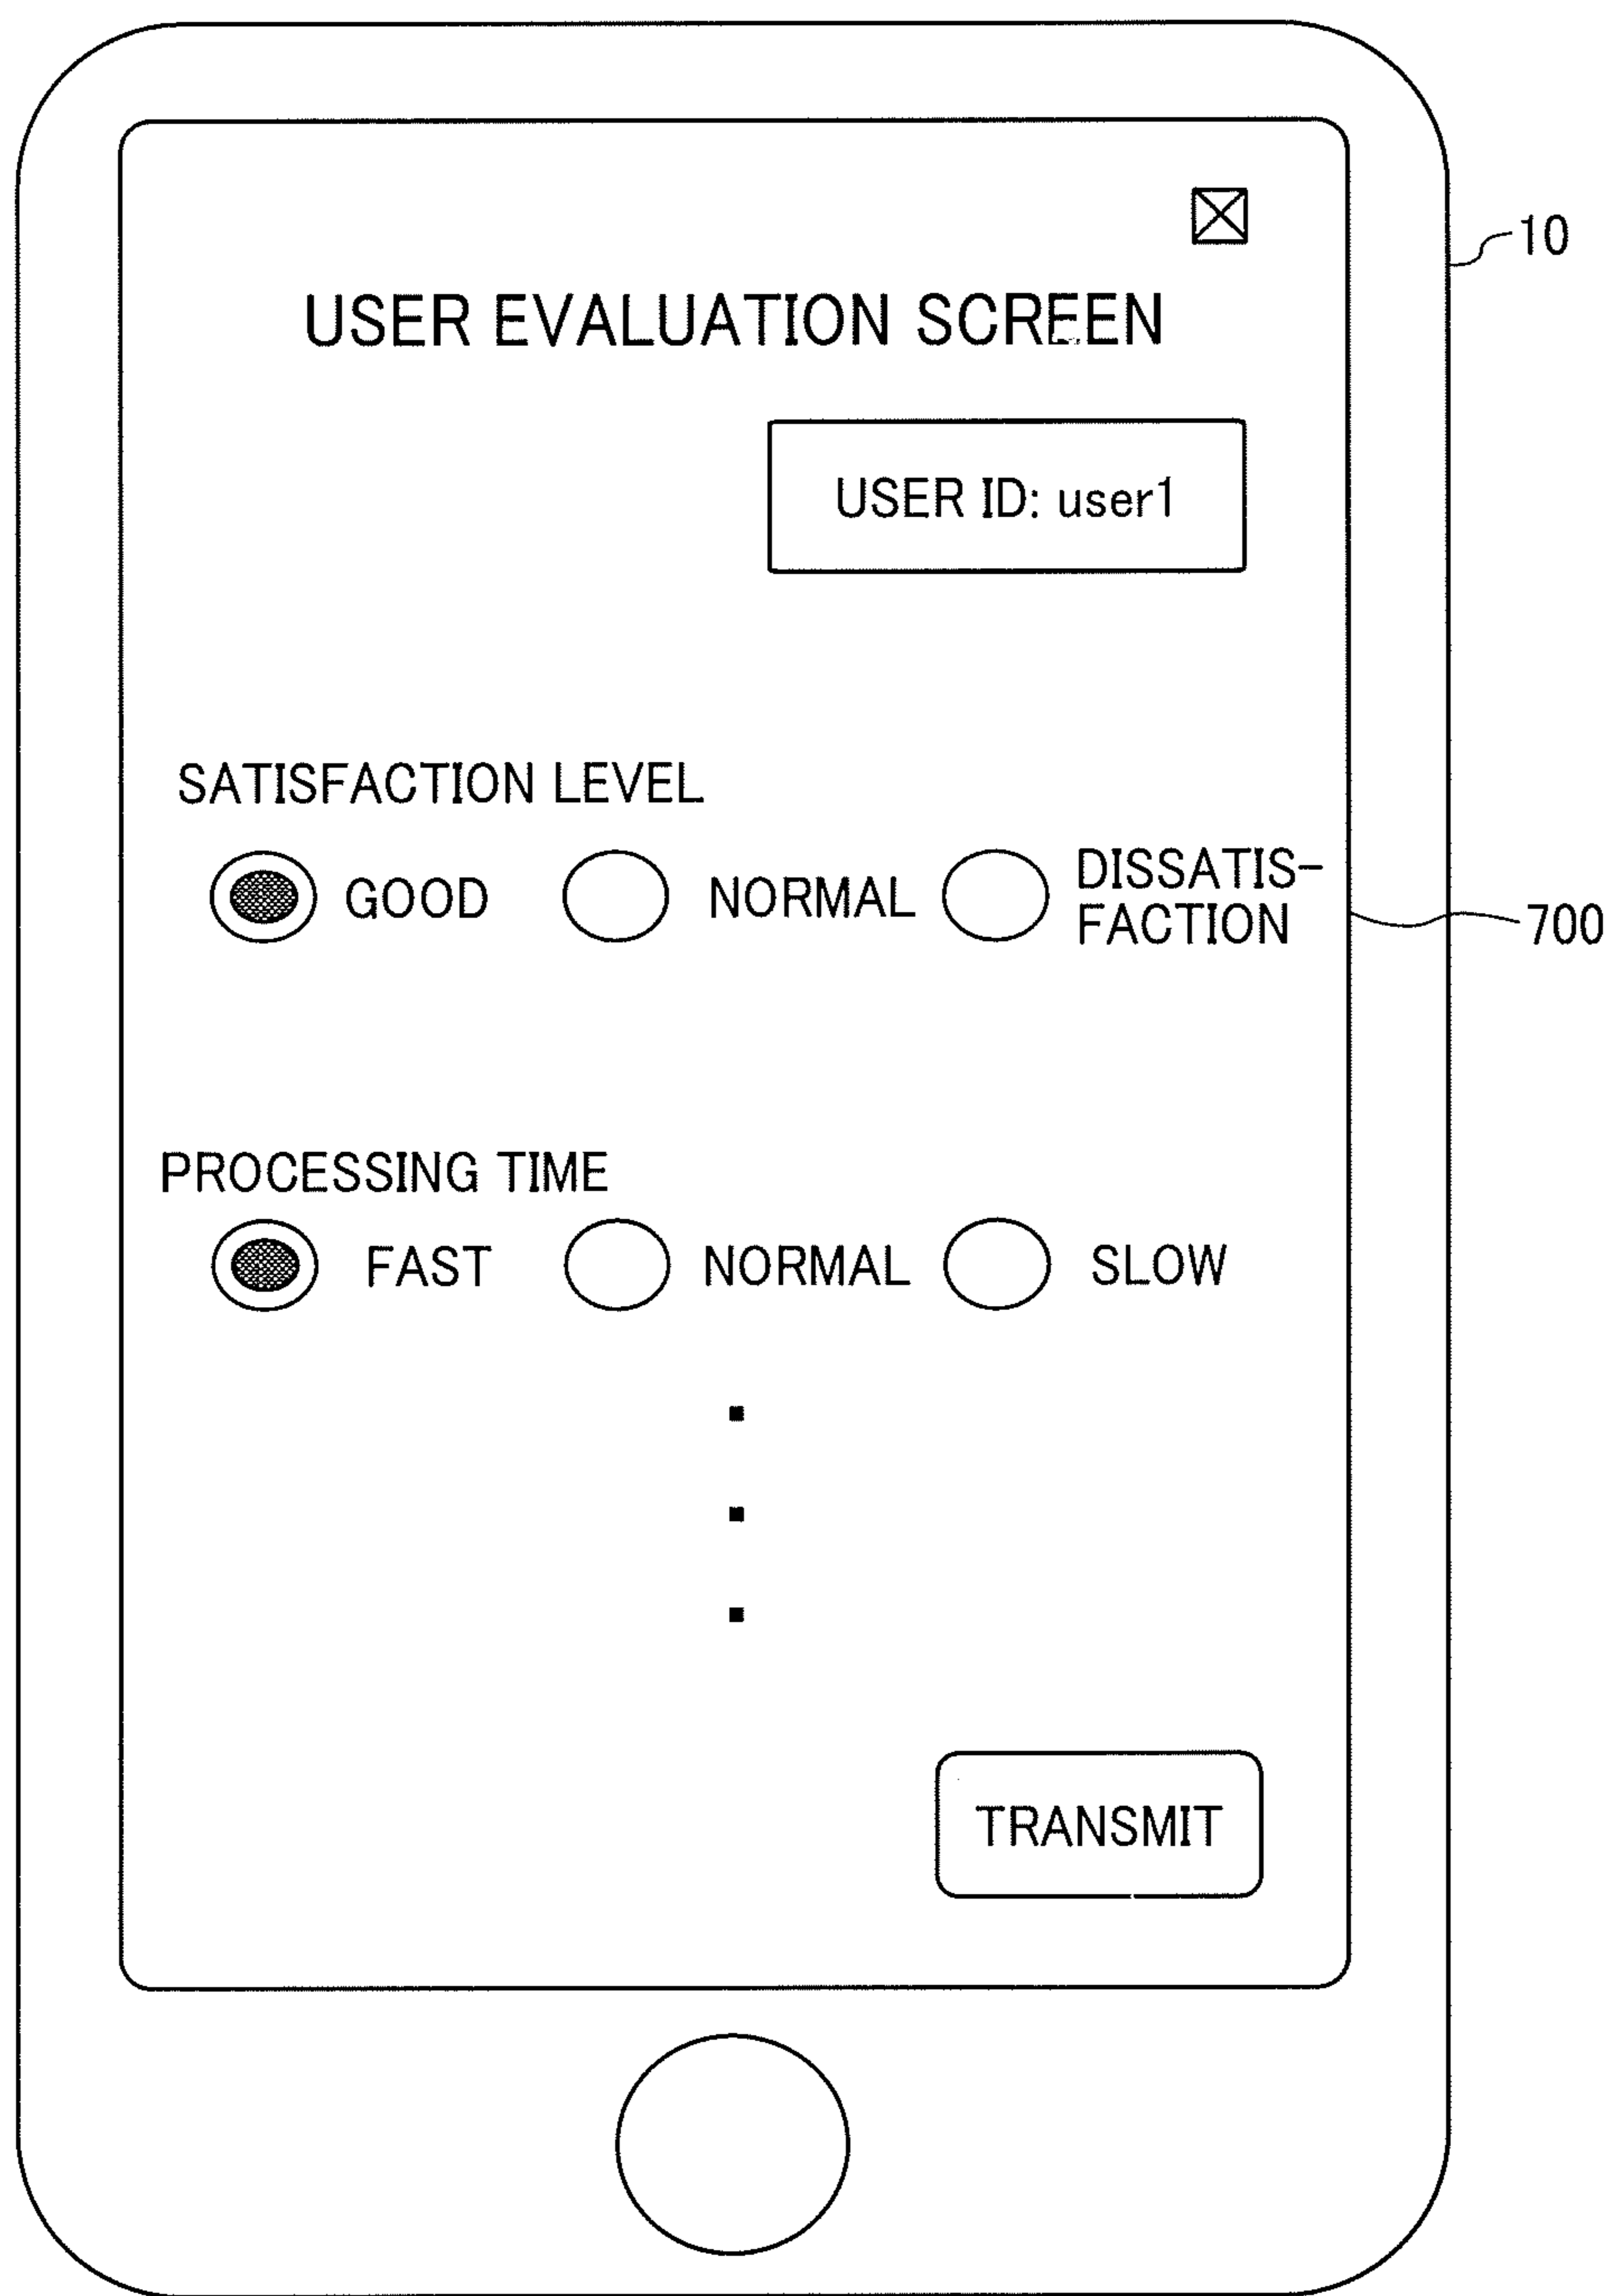 10
USER EVALUATION SCREEN
USER ID: user1
SATISFACTION LEVEL
GOOD NORMAL DISSATIS-
FACTION
700
PROCESSING TIME
FAST NORMAL SLOW
TRANSMIT